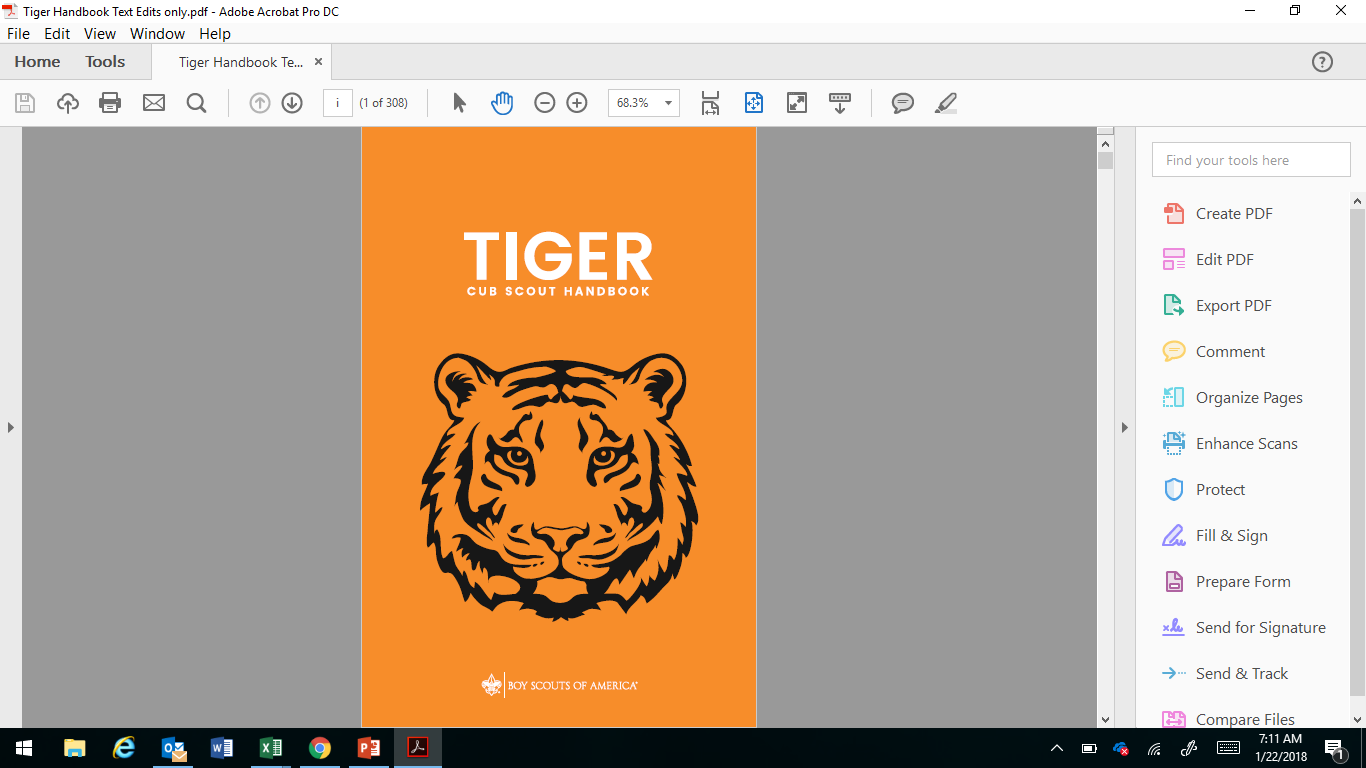 Tiger Handbook Text Edits only.pdf - Adobe Acrobat Pro DC
File Edit View Window Help
Home Tools Tiger Handbook Te...
i (1 of 308) 68.3%
TIGER
CUB SCOUT HANDBOOK
BOY SCOUTS OF AMERICA
Find your tools here
Create PDF
Edit PDF
Export PDF
Comment
Organize Pages
Enhance Scans
Protect
Fill & Sign
Prepare Form
Send for Signature
Send & Track
Compare Files
7:11 AM
1/22/2018
1